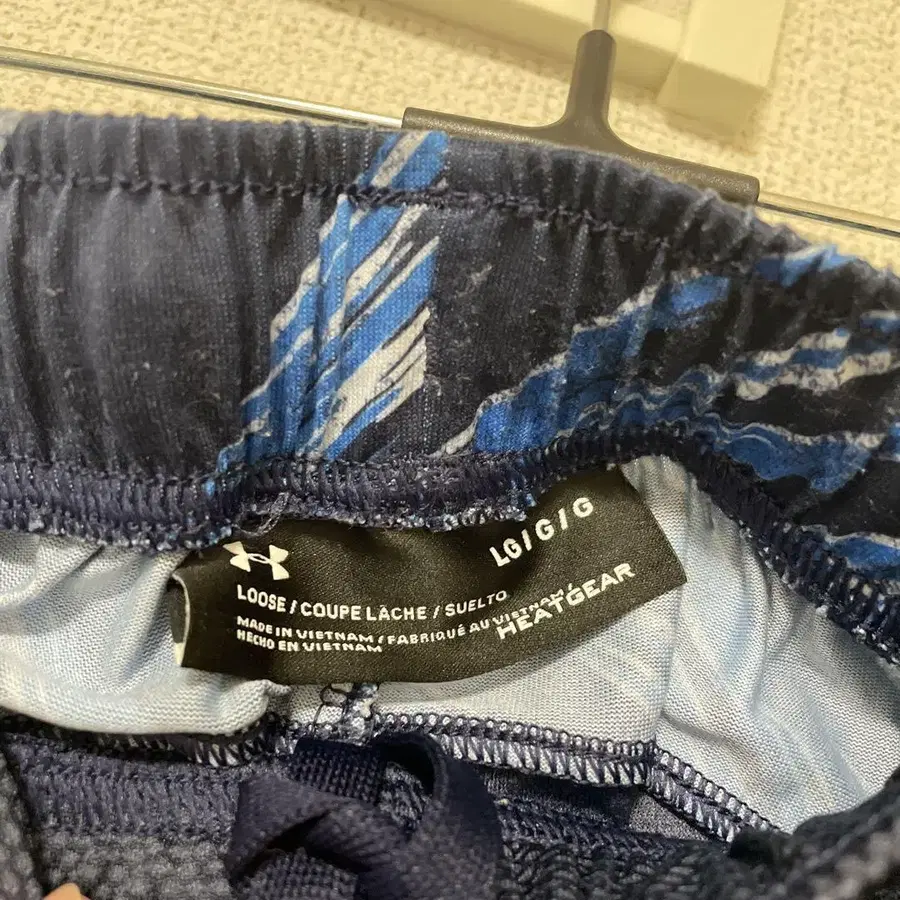 LG/G/G
LOOSE / COUPE LÂCHE / SUELTO
HEATGEAR
MADE IN VIETNAM / FABRIQUÉ AU VIETNAM /
HECHO EN VIETNAM